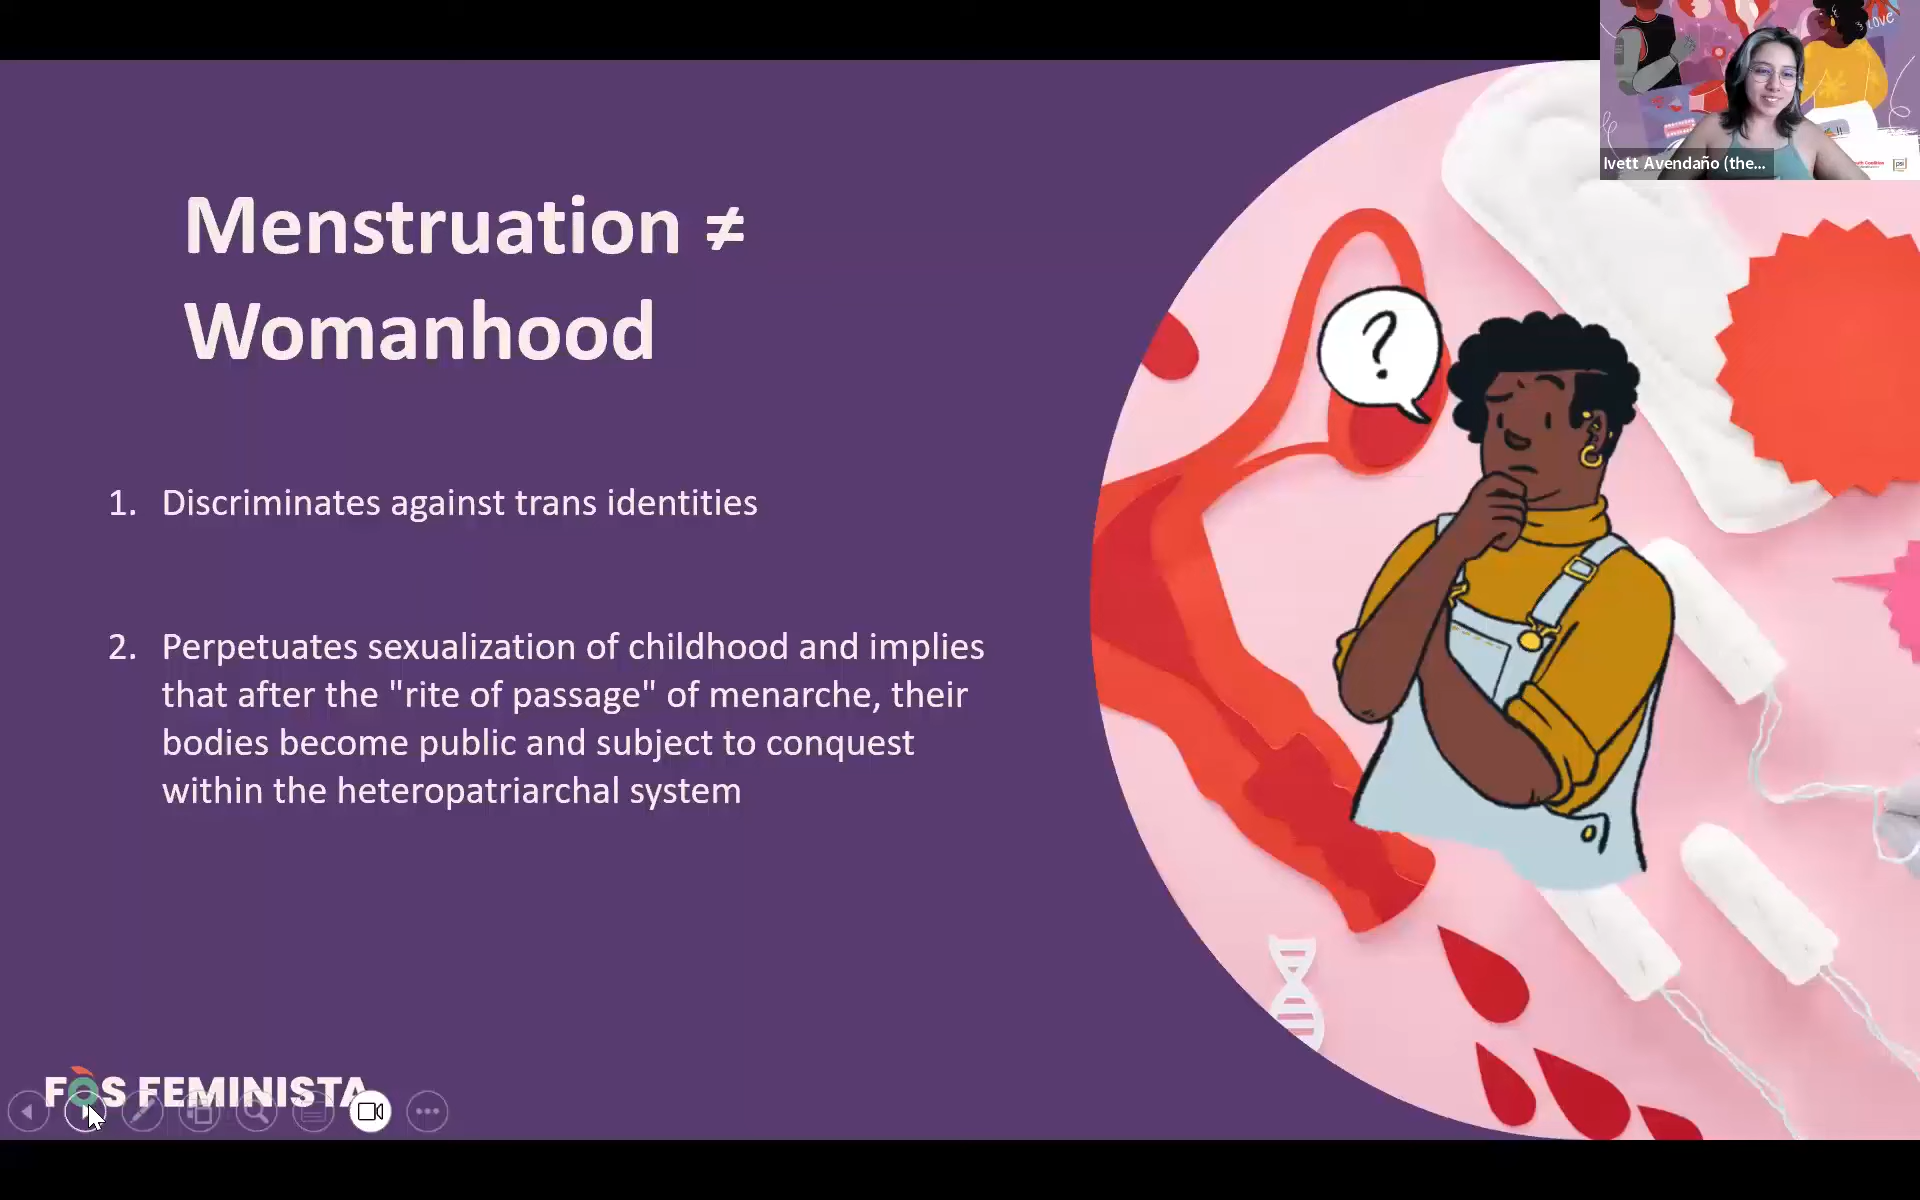 LOVE
Ivett Avendaño (the...
Menstruation ≠
Womanhood
?
1. Discriminates against trans identities
2. Perpetuates sexualization of childhood and implies
that after the "rite of passage" of menarche, their
bodies become public and subject to conquest
within the heteropatriarchal system
FÒS FEMINISTA